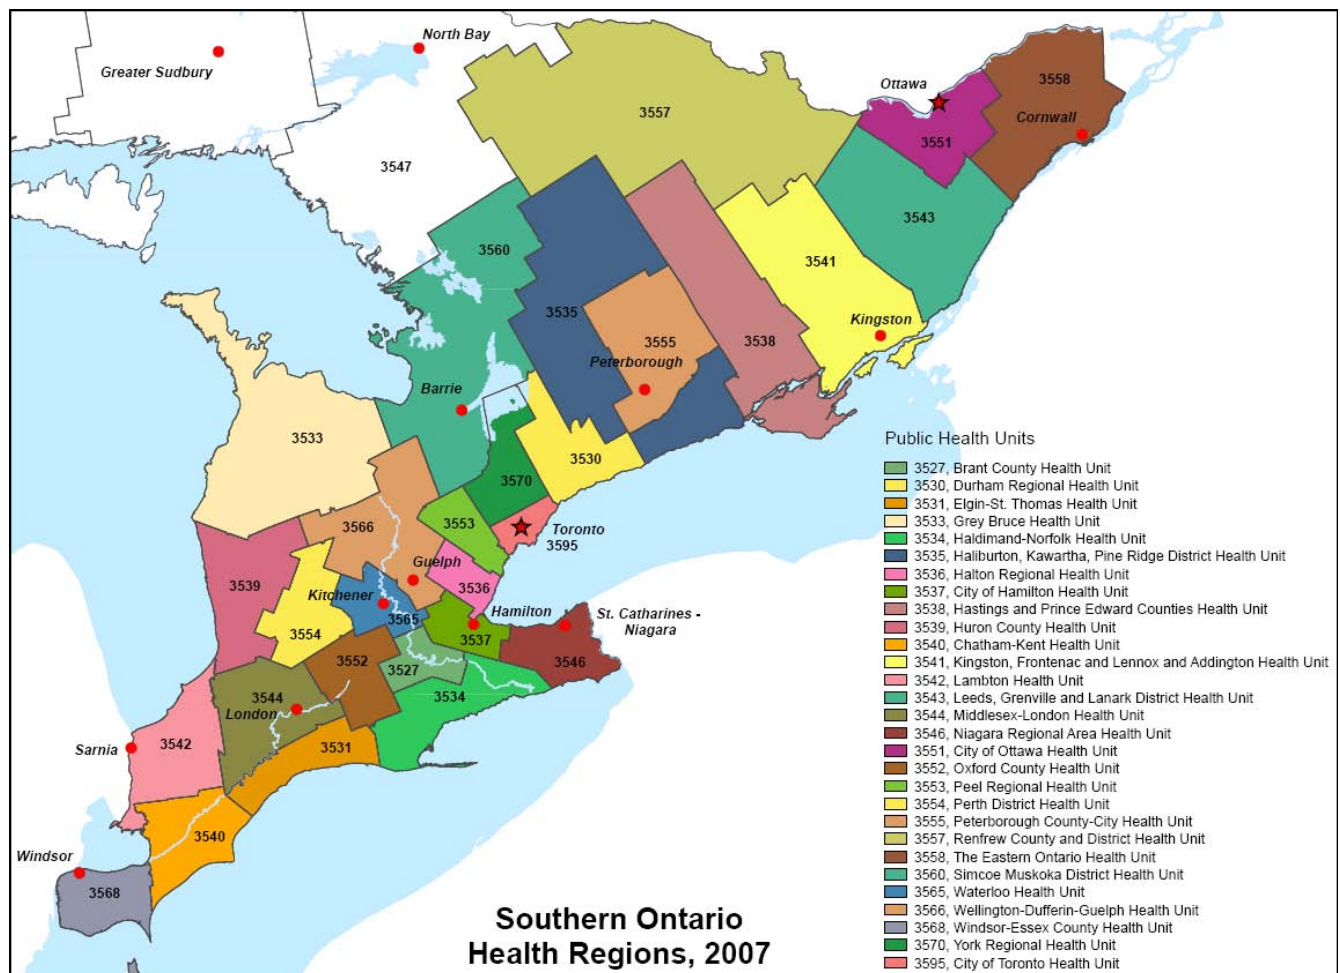 North Bay
Greater Sudbury
Ottawa
3558
Cornwall
3557
3551
3547
3543
3560
3541
3535
Kingston
3555
3538
Peterborough
Barrie
3533
3530
3570
3566
3553
Toronto
3595
Guelph
3539
3536
Kitchener
3565
Hamilton
St. Catharines -
Niagara
3554
3537
3552
3546
3527
3544
3534
London
Sarnia
3542
3531
3540
Windsor
3568
Public Health Units
3527, Brant County Health Unit
3530, Durham Regional Health Unit
3531, Elgin-St. Thomas Health Unit
3533, Grey Bruce Health Unit
3534, Haldimand-Norfolk Health Unit
3535, Haliburton, Kawartha, Pine Ridge District Health Unit
3536, Halton Regional Health Unit
3537, City of Hamilton Health Unit
3538, Hastings and Prince Edward Counties Health Unit
3539, Huron County Health Unit
3540, Chatham-Kent Health Unit
3541, Kingston, Frontenac and Lennox and Addington Health Unit
3542, Lambton Health Unit
3543, Leeds, Grenville and Lanark District Health Unit
3544, Middlesex-London Health Unit
3546, Niagara Regional Area Health Unit
3551, City of Ottawa Health Unit
3552, Oxford County Health Unit
3553, Peel Regional Health Unit
3554, Perth District Health Unit
3555, Peterborough County-City Health Unit
3557, Renfrew County and District Health Unit
3558, The Eastern Ontario Health Unit
3560, Simcoe Muskoka District Health Unit
3565, Waterloo Health Unit
3566, Wellington-Dufferin-Guelph Health Unit
3568, Windsor-Essex County Health Unit
3570, York Regional Health Unit
3595, City of Toronto Health Unit
Southern Ontario
Health Regions, 2007